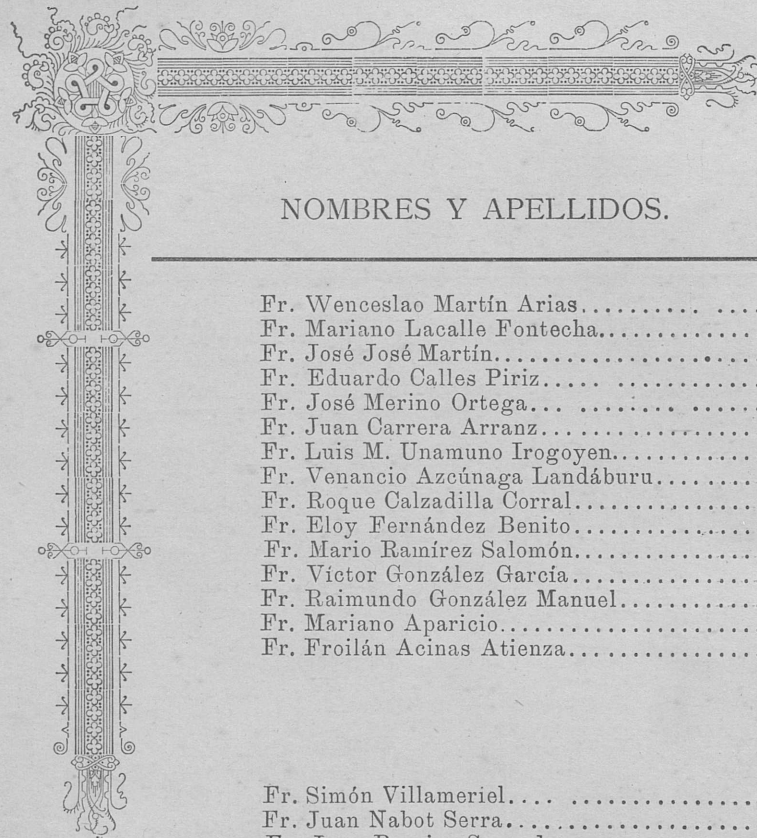 NOMBRES Y APELLIDOS.
Fr. Wenceslao Martín Arias.......... ....
Fr. Mariano Lacalle Fontecha..............
Fr. José José Martín......................
Fr. Eduardo Calles Piriz..... ............
Fr. José Merino Ortega... ......... ......
Fr. Juan Carrera Arranz...................
Fr. Luis M. Unamuno Irogoyen..............
Fr. Venancio Azcúnaga Landáburu........
Fr. Roque Calzadilla Corral................
Fr. Eloy Fernández Benito................
Fr. Mario Ramírez Salomón................
Fr. Víctor González García................
Fr. Raimundo González Manuel............
Fr. Mariano Aparicio......................
Fr. Froilán Acinas Atienza................
Fr. Simón Villameriel.... ................
Fr. Juan Nabot Serra......................